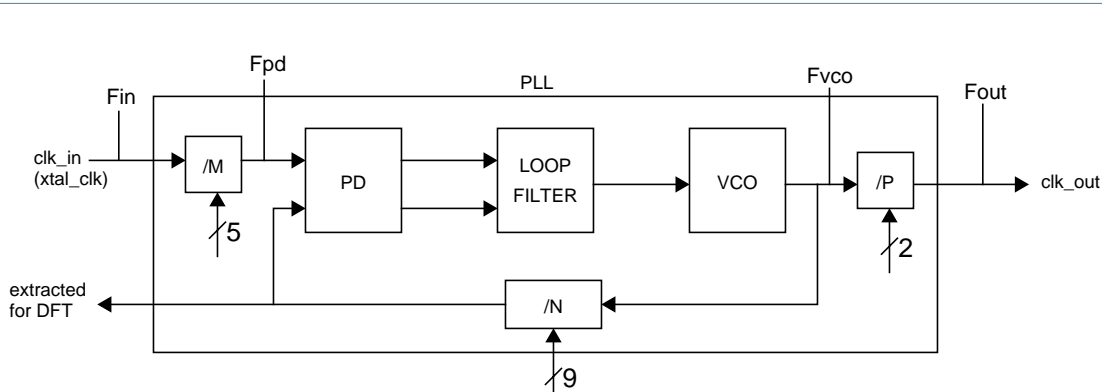 Fpd
Fvco
PLL
Fin
Fout
clk_in
(xtal_clk)
/M
PD
LOOP
FILTER
VCO
/P
clk_out
5
2
extracted
for DFT
/N
9